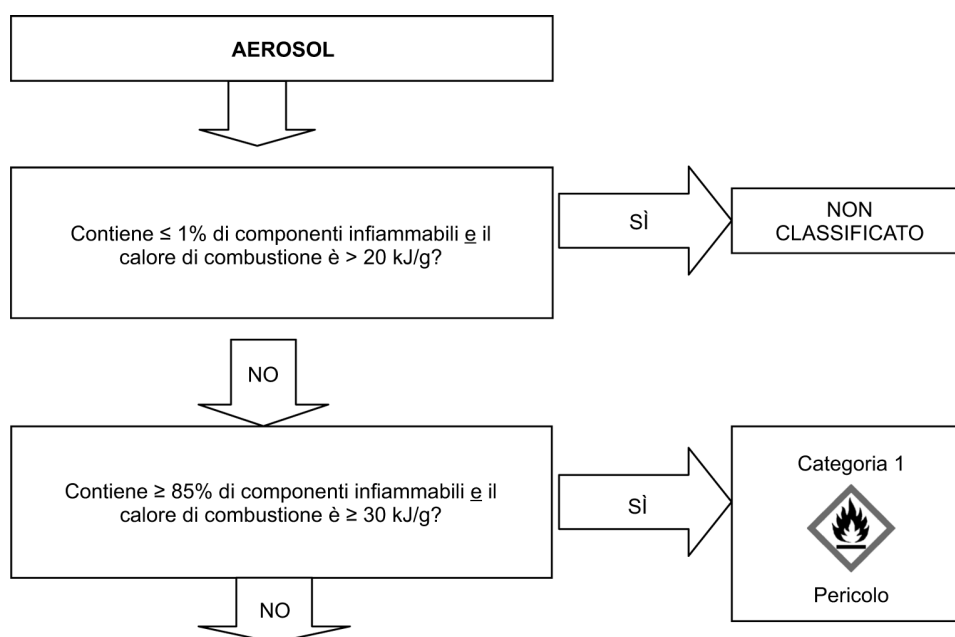 AEROSOL
Contiene ≤ 1% di componenti infiammabili e il
calore di combustione è > 20 kJ/g?
SÌ
NON
CLASSIFICATO
NO
Contiene ≥ 85% di componenti infiammabili e il
calore di combustione è ≥ 30 kJ/g?
SÌ
Categoria 1
Pericolo
NO